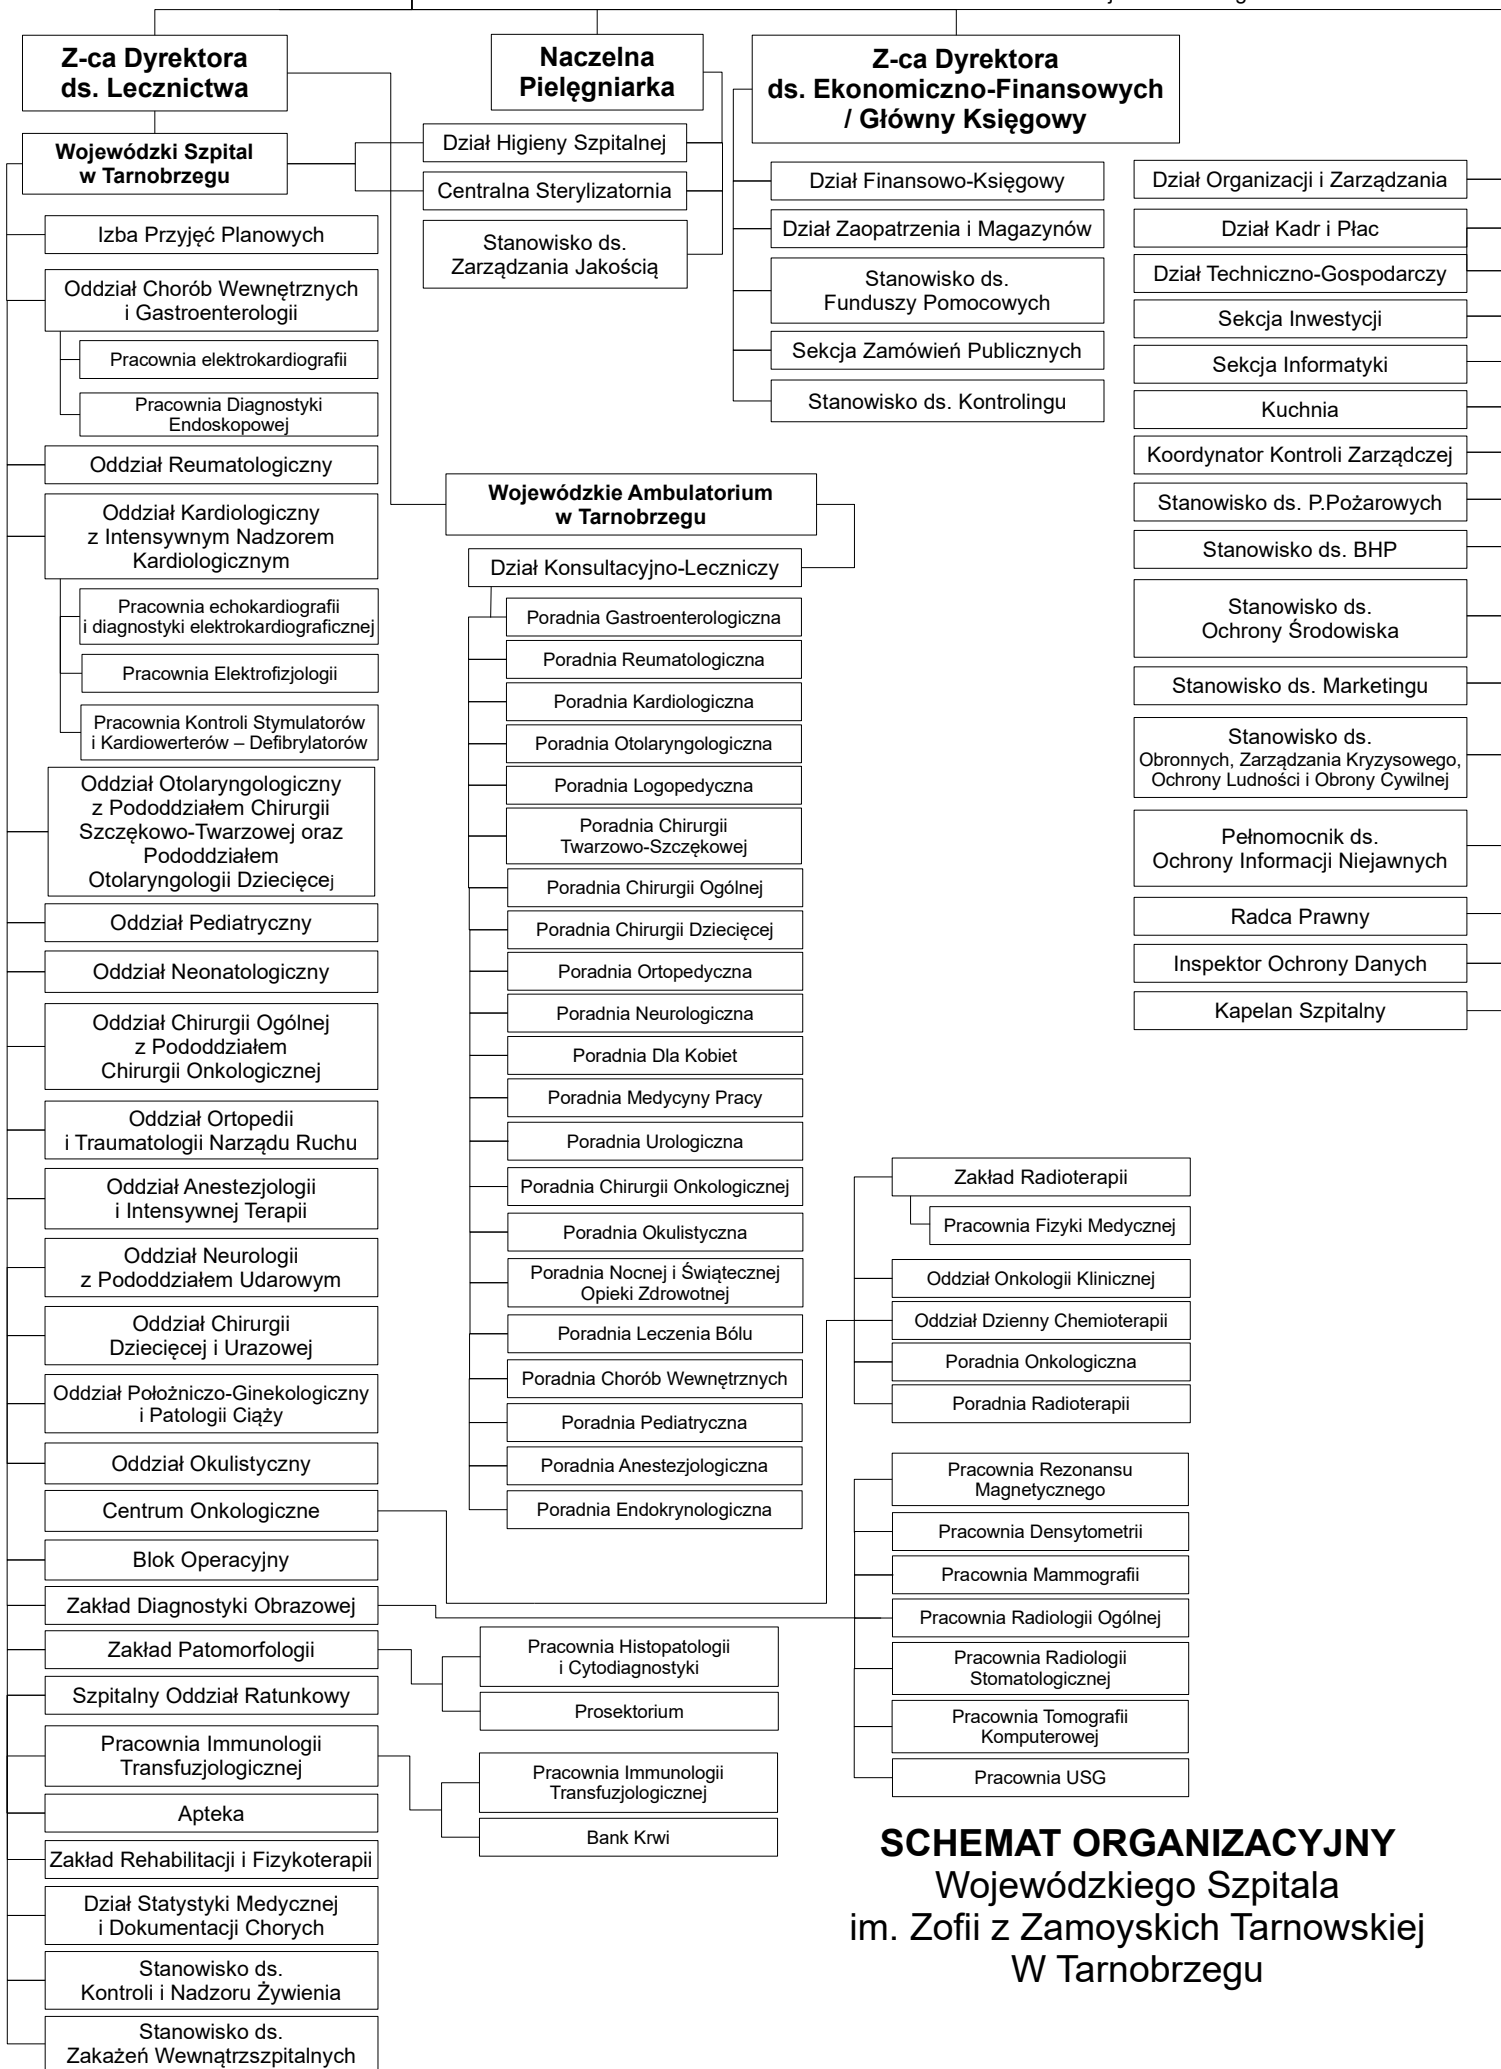 Z-ca Dyrektora
ds. Lecznictwa
Naczelna
Pielęgniarka
Z-ca Dyrektora
ds. Ekonomiczno-Finansowych
/ Główny Księgowy
Wojewódzki Szpital
w Tarnobrzegu
Dział Higieny Szpitalnej
Centralna Sterylizatornia
Stanowisko ds.
Zarządzania Jakością
Dział Finansowo-Księgowy
Dział Zaopatrzenia i Magazynów
Stanowisko ds.
Funduszy Pomocowych
Sekcja Zamówień Publicznych
Stanowisko ds. Kontrolingu
Dział Organizacji i Zarządzania
Dział Kadr i Płac
Dział Techniczno-Gospodarczy
Sekcja Inwestycji
Sekcja Informatyki
Kuchnia
Koordynator Kontroli Zarządczej
Stanowisko ds. P.Pożarowych
Stanowisko ds. BHP
Stanowisko ds.
Ochrony Środowiska
Stanowisko ds. Marketingu
Stanowisko ds.
Obronnych, Zarządzania Kryzysowego,
Ochrony Ludności i Obrony Cywilnej
Pełnomocnik ds.
Ochrony Informacji Niejawnych
Radca Prawny
Inspektor Ochrony Danych
Kapelan Szpitalny
Izba Przyjęć Planowych
Oddział Chorób Wewnętrznych
i Gastroenterologii
Pracownia elektrokardiografii
Pracownia Diagnostyki
Endoskopowej
Oddział Reumatologiczny
Oddział Kardiologiczny
z Intensywnym Nadzorem
Kardiologicznym
Pracownia echokardiografii
i diagnostyki elektrokardiograficznej
Pracownia Elektrofizjologii
Pracownia Kontroli Stymulatorów
i Kardiowerterów – Defibrylatorów
Oddział Otolaryngologiczny
z Pododdziałem Chirurgii
Szczękowo-Twarzowej oraz
Pododdziałem
Otolaryngologii Dziecięcej
Oddział Pediatryczny
Oddział Neonatologiczny
Oddział Chirurgii Ogólnej
z Pododdziałem
Chirurgii Onkologicznej
Oddział Ortopedii
i Traumatologii Narządu Ruchu
Oddział Anestezjologii
i Intensywnej Terapii
Oddział Neurologii
z Pododdziałem Udarowym
Oddział Chirurgii
Dziecięcej i Urazowej
Oddział Położniczo-Ginekologiczny
i Patologii Ciąży
Oddział Okulistyczny
Centrum Onkologiczne
Blok Operacyjny
Zakład Diagnostyki Obrazowej
Zakład Patomorfologii
Szpitalny Oddział Ratunkowy
Pracownia Immunologii
Transfuzjologicznej
Apteka
Zakład Rehabilitacji i Fizykoterapii
Dział Statystyki Medycznej
i Dokumentacji Chorych
Stanowisko ds.
Kontroli i Nadzoru Żywienia
Stanowisko ds.
Zakażeń Wewnątrzszpitalnych
Wojewódzkie Ambulatorium
w Tarnobrzegu
Dział Konsultacyjno-Leczniczy
Poradnia Gastroenterologiczna
Poradnia Reumatologiczna
Poradnia Kardiologiczna
Poradnia Otolaryngologiczna
Poradnia Logopedyczna
Poradnia Chirurgii
Twarzowo-Szczękowej
Poradnia Chirurgii Ogólnej
Poradnia Chirurgii Dziecięcej
Poradnia Ortopedyczna
Poradnia Neurologiczna
Poradnia Dla Kobiet
Poradnia Medycyny Pracy
Poradnia Urologiczna
Poradnia Chirurgii Onkologicznej
Poradnia Okulistyczna
Poradnia Nocnej i Świątecznej
Opieki Zdrowotnej
Poradnia Leczenia Bólu
Poradnia Chorób Wewnętrznych
Poradnia Pediatryczna
Poradnia Anestezjologiczna
Poradnia Endokrynologiczna
Zakład Radioterapii
Pracownia Fizyki Medycznej
Oddział Onkologii Klinicznej
Oddział Dzienny Chemioterapii
Poradnia Onkologiczna
Poradnia Radioterapii
Pracownia Rezonansu
Magnetycznego
Pracownia Densytometrii
Pracownia Mammografii
Pracownia Radiologii Ogólnej
Pracownia Radiologii
Stomatologicznej
Pracownia Tomografii
Komputerowej
Pracownia USG
Pracownia Histopatologii
i Cytodiagnostyki
Prosektorium
Pracownia Immunologii
Transfuzjologicznej
Bank Krwi
SCHEMAT ORGANIZACYJNY
Wojewódzkiego Szpitala
im. Zofii z Zamoyskich Tarnowskiej
W Tarnobrzegu